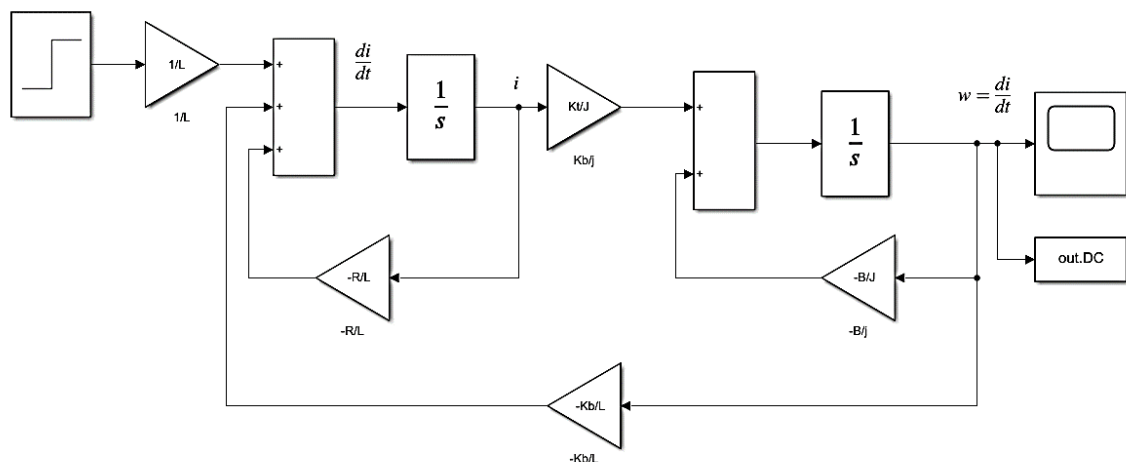 1/L
1/L
+
+
+
di
dt
1
s
i
Kt/J
Kb/j
+
+
1
s
w = di
dt
out.DC
-R/L
-R/L
-B/J
-B/j
-Kb/L
-Kb/L